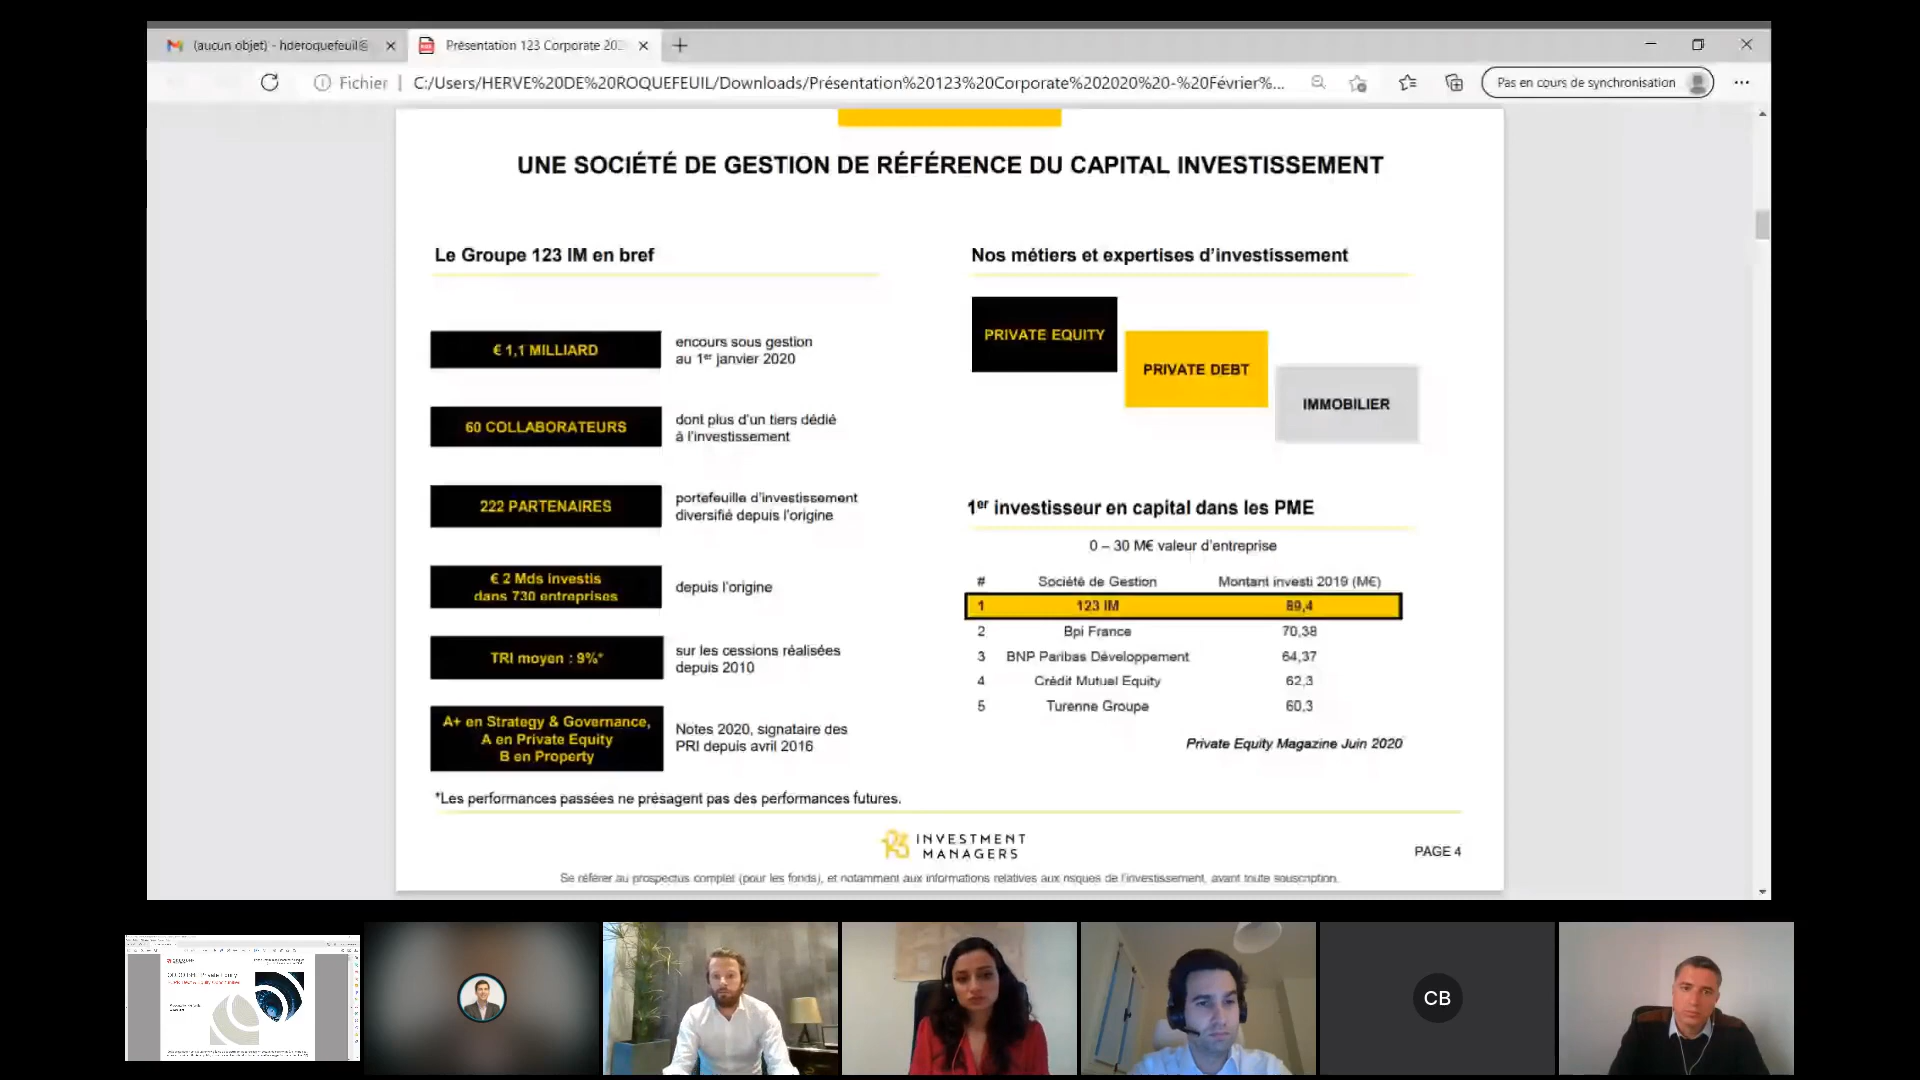 (aucun objet) - hderoquefeuil@
Présentation 123 Corporate 202
Fichier
C:/Users/HERVE%20DE%20ROQUEFEUIL/Downloads/Présentation%20123%20Corporate%202020%20-%20Février%...
Pas en cours de synchronisation
UNE SOCIÉTÉ DE GESTION DE RÉFÉRENCE DU CAPITAL INVESTISSEMENT
Le Groupe 123 IM en bref
€ 1,1 MILLIARD
encours sous gestion
au 1er janvier 2020
60 COLLABORATEURS
dont plus d'un tiers dédié
à l'investissement
222 PARTENAIRES
portefeuille d'investissement
diversifié depuis l'origine
€ 2 Mds investis
dans 730 entreprises
depuis l'origine
TRI moyen : 9%*
sur les cessions réalisées
depuis 2010
A+ en Strategy & Governance,
A en Private Equity
B en Property
Notes 2020, signataire des
PRI depuis avril 2016
Nos métiers et expertises d'investissement
PRIVATE EQUITY
PRIVATE DEBT
IMMOBILIER
1er investisseur en capital dans les PME
0 – 30 M€ valeur d'entreprise
# Société de Gestion Montant investi 2019 (M€)
1 123 IM 89,4
2 Bpi France 70,38
3 BNP Paribas Développement 64,37
4 Crédit Mutuel Equity 62,3
5 Turenne Groupe 60,3
Private Equity Magazine Juin 2020
*Les performances passées ne présagent pas des performances futures.
123 INVESTMENT
MANAGERS
PAGE 4
Se référer au prospectus complet (pour les fonds), et notamment aux informations relatives aux risques de l'investissement, avant toute souscription.
CB